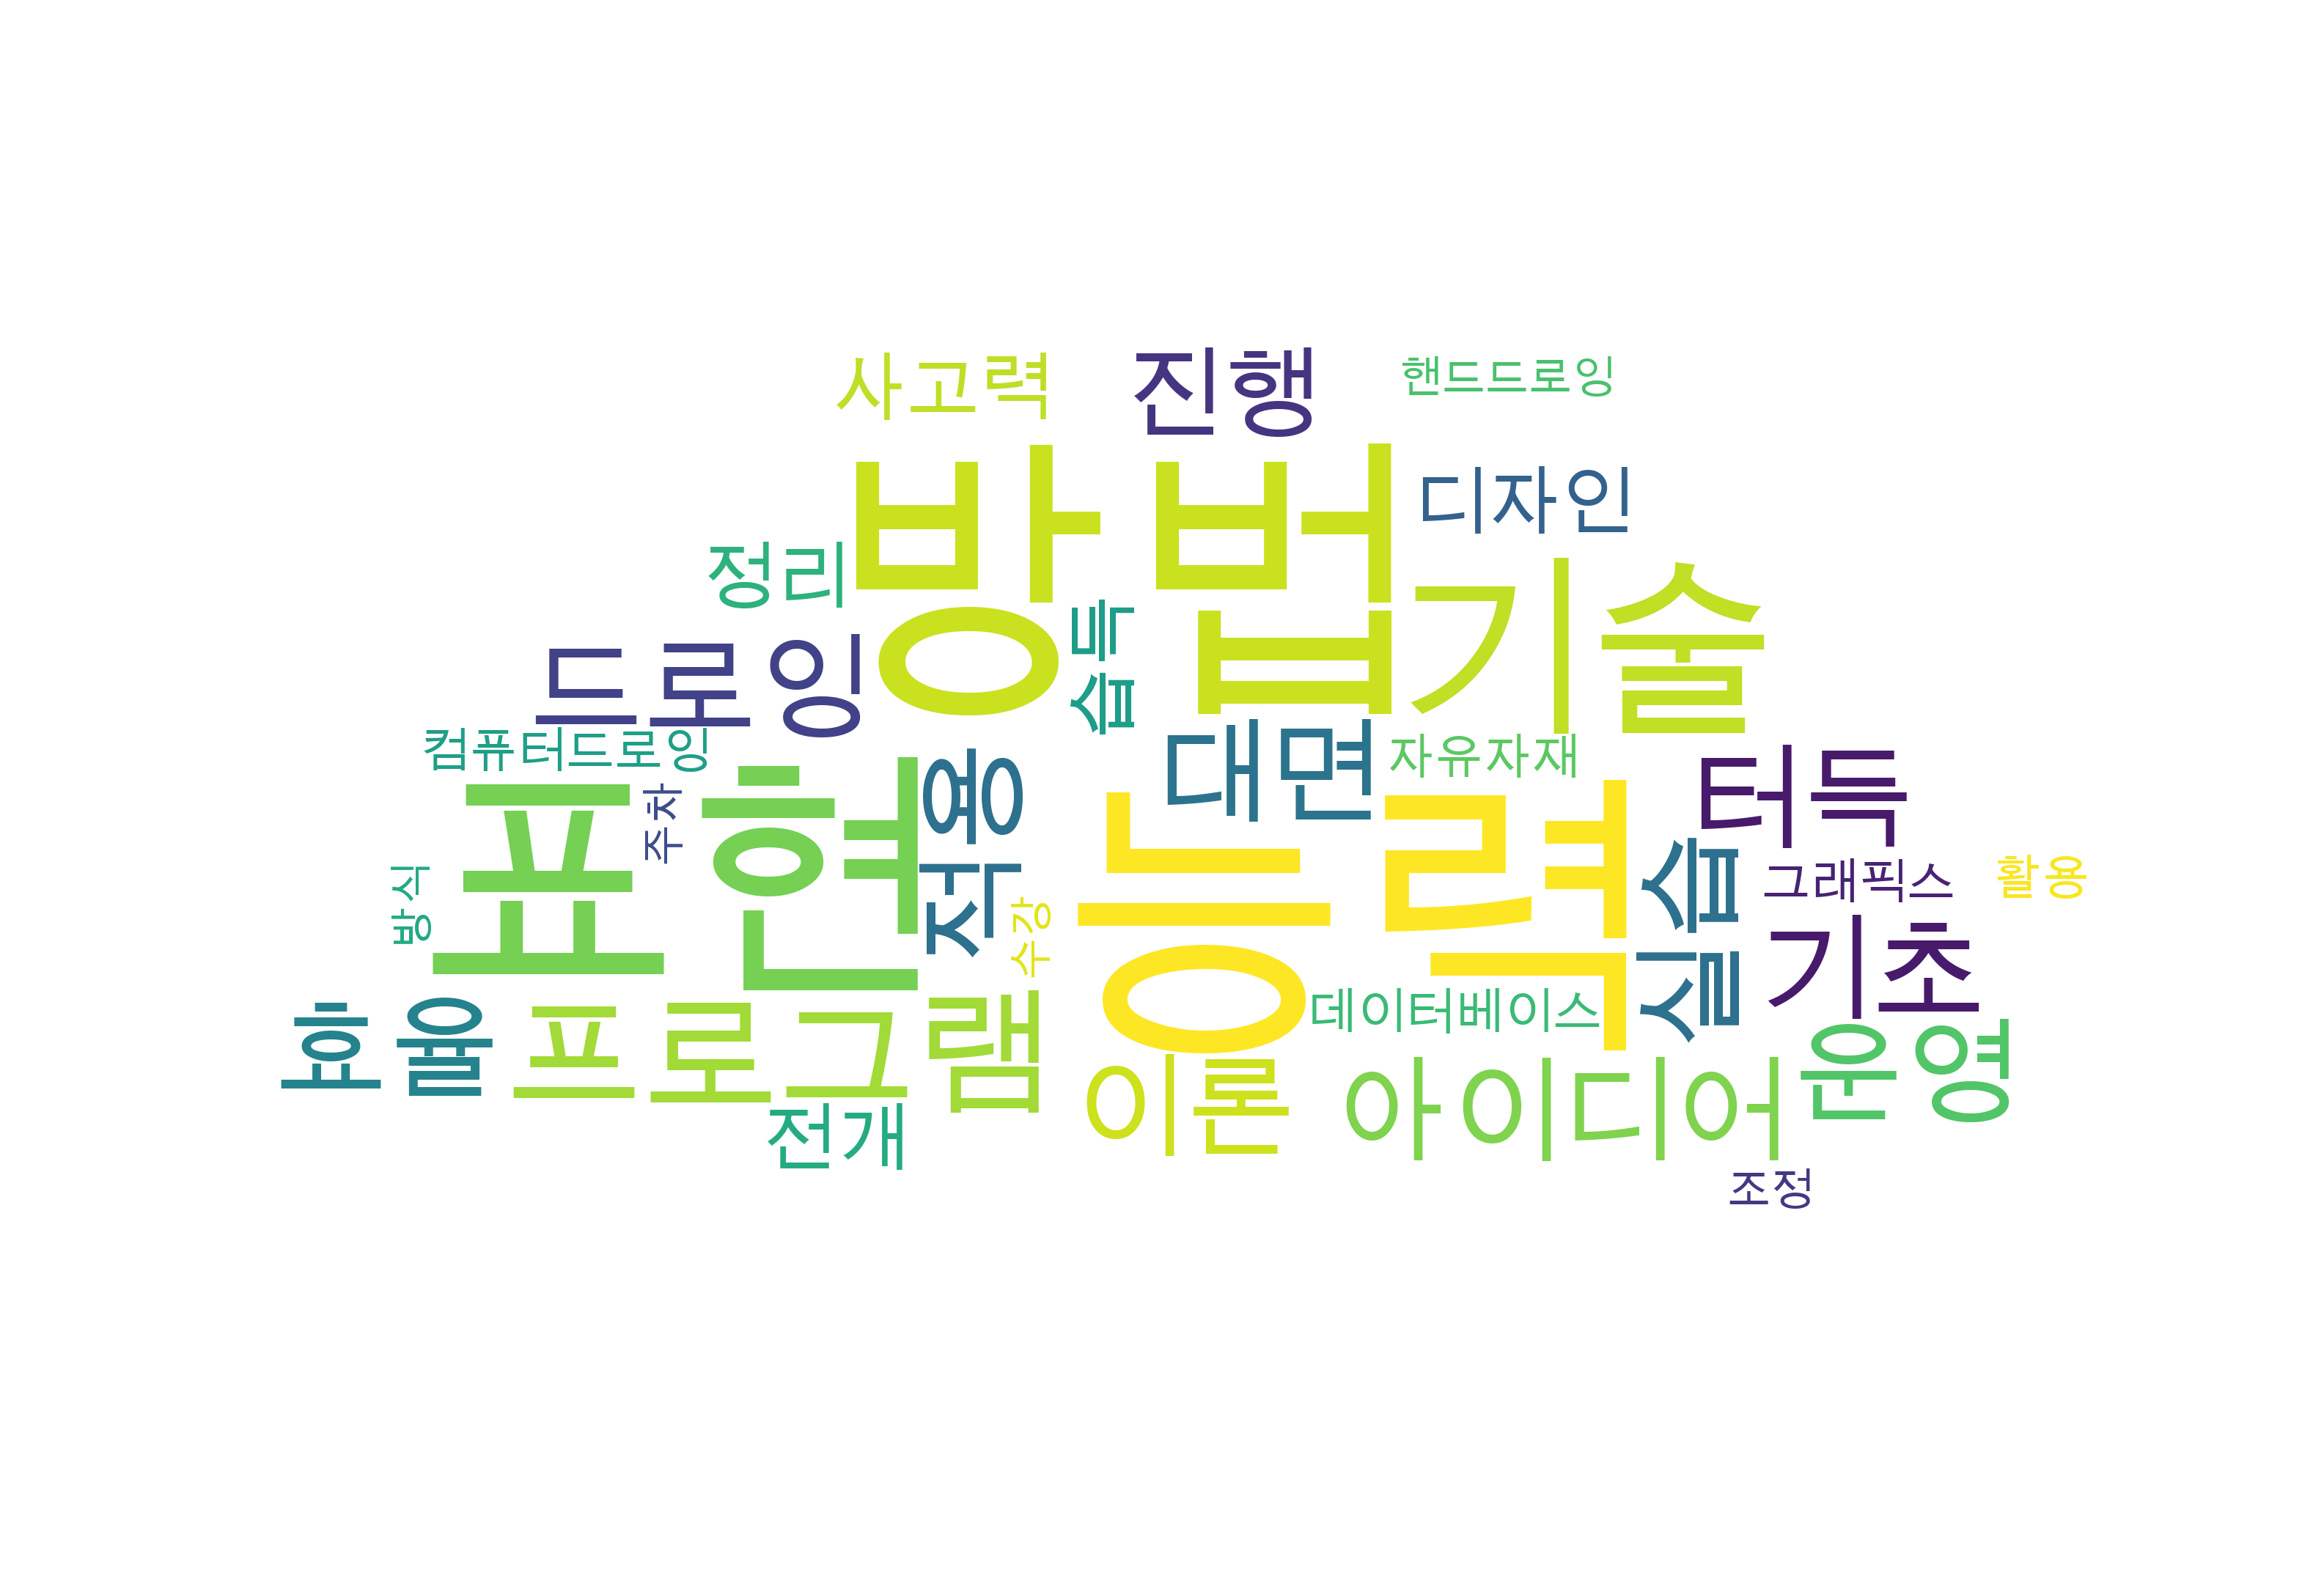 사고력
진행
핸드드로잉
방법
디자인
정리
기술
습득
드로잉
컴퓨터드로잉
대면
자유자재
터득
표현
주차
적용
능력
실습
그래픽스
활용
방식
수강
기초
효율
프로그램
데이터베이스
운영
이론
아이디어
전개
조정